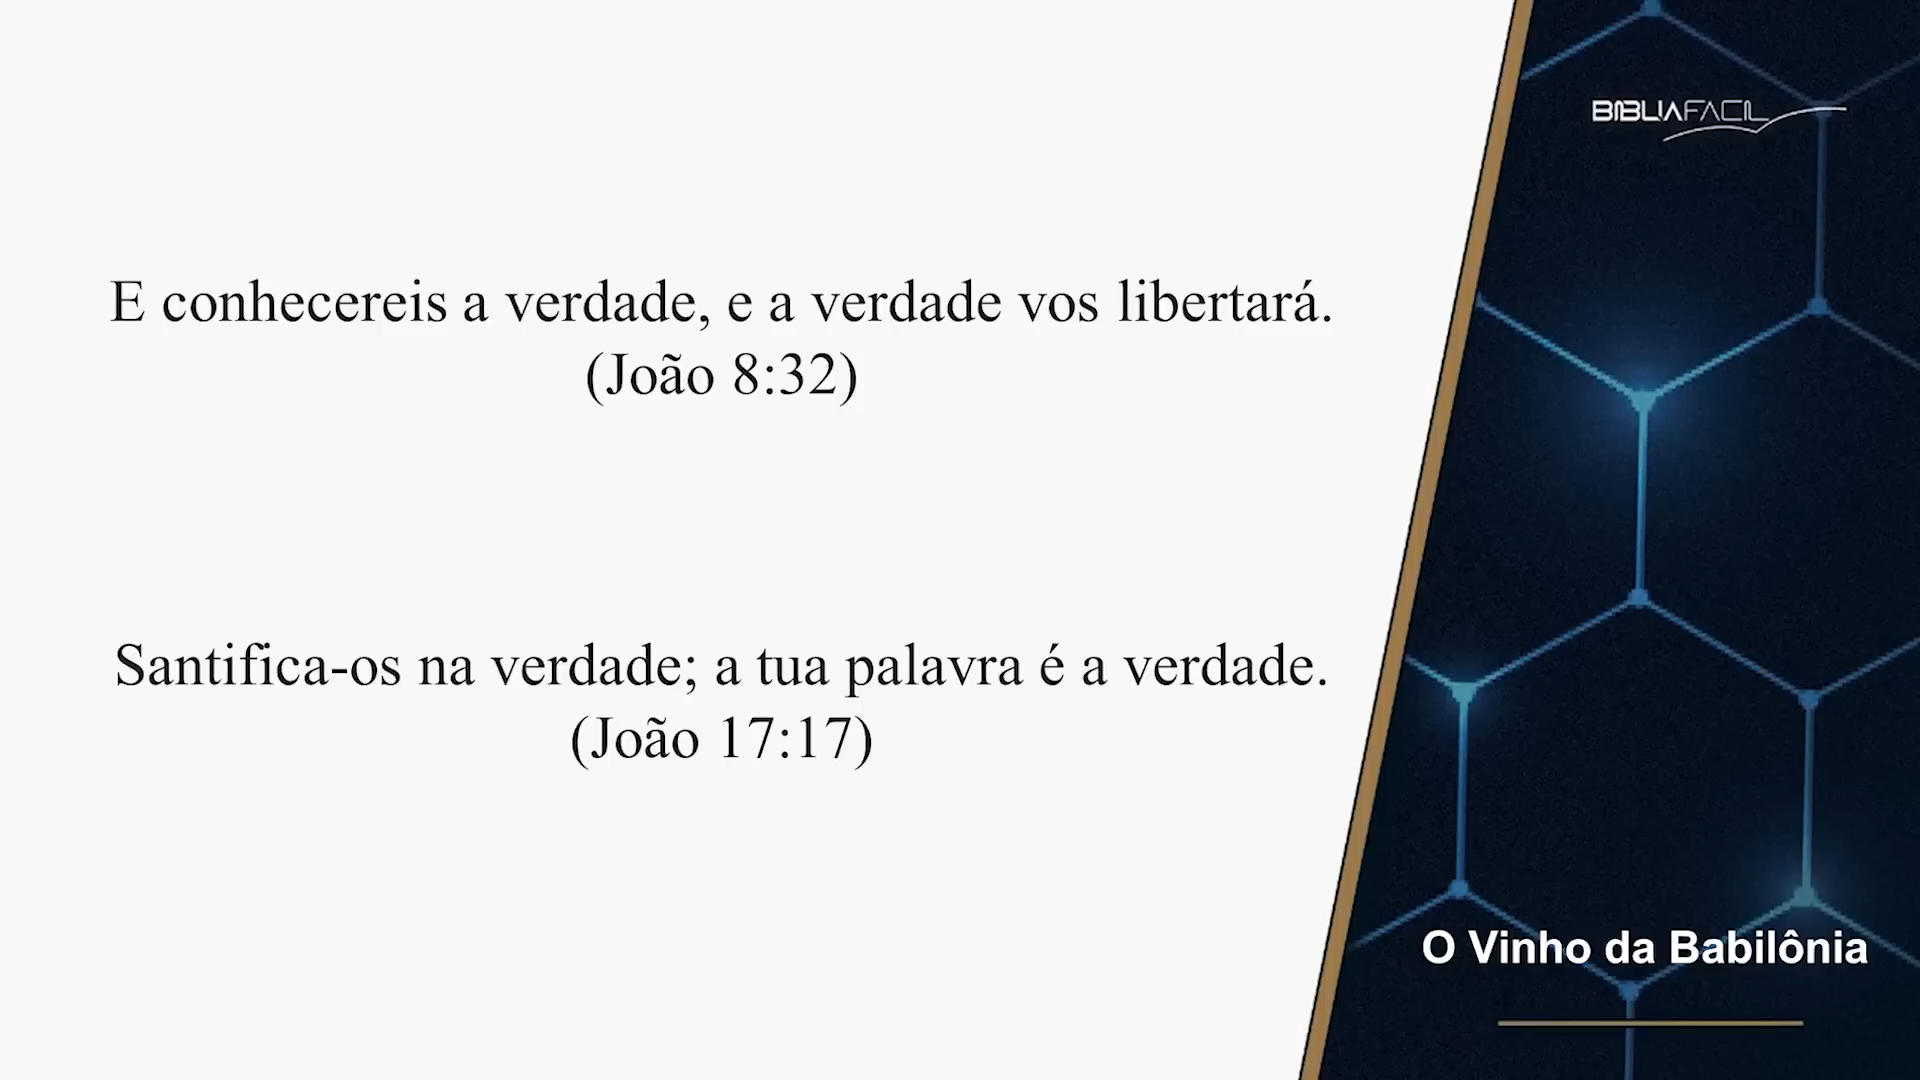 E conhecereis a verdade, e a verdade vos libertará.
(João 8:32)
Santifica-os na verdade; a tua palavra é a verdade.
(João 17:17)
BIBLIAFACIL
O Vinho da Babilônia